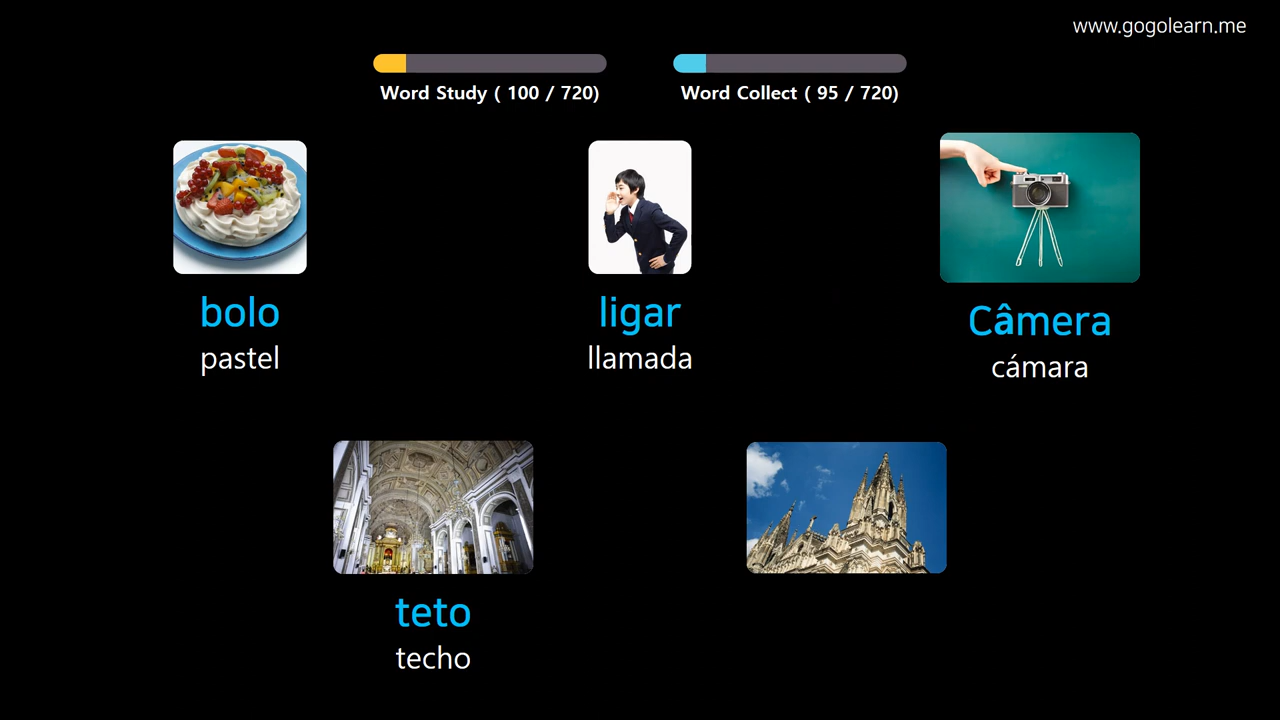 www.gogolearn.me
Word Study ( 100 / 720)
Word Collect ( 95 / 720)
bolo
pastel
ligar
llamada
Câmera
cámara
teto
techo